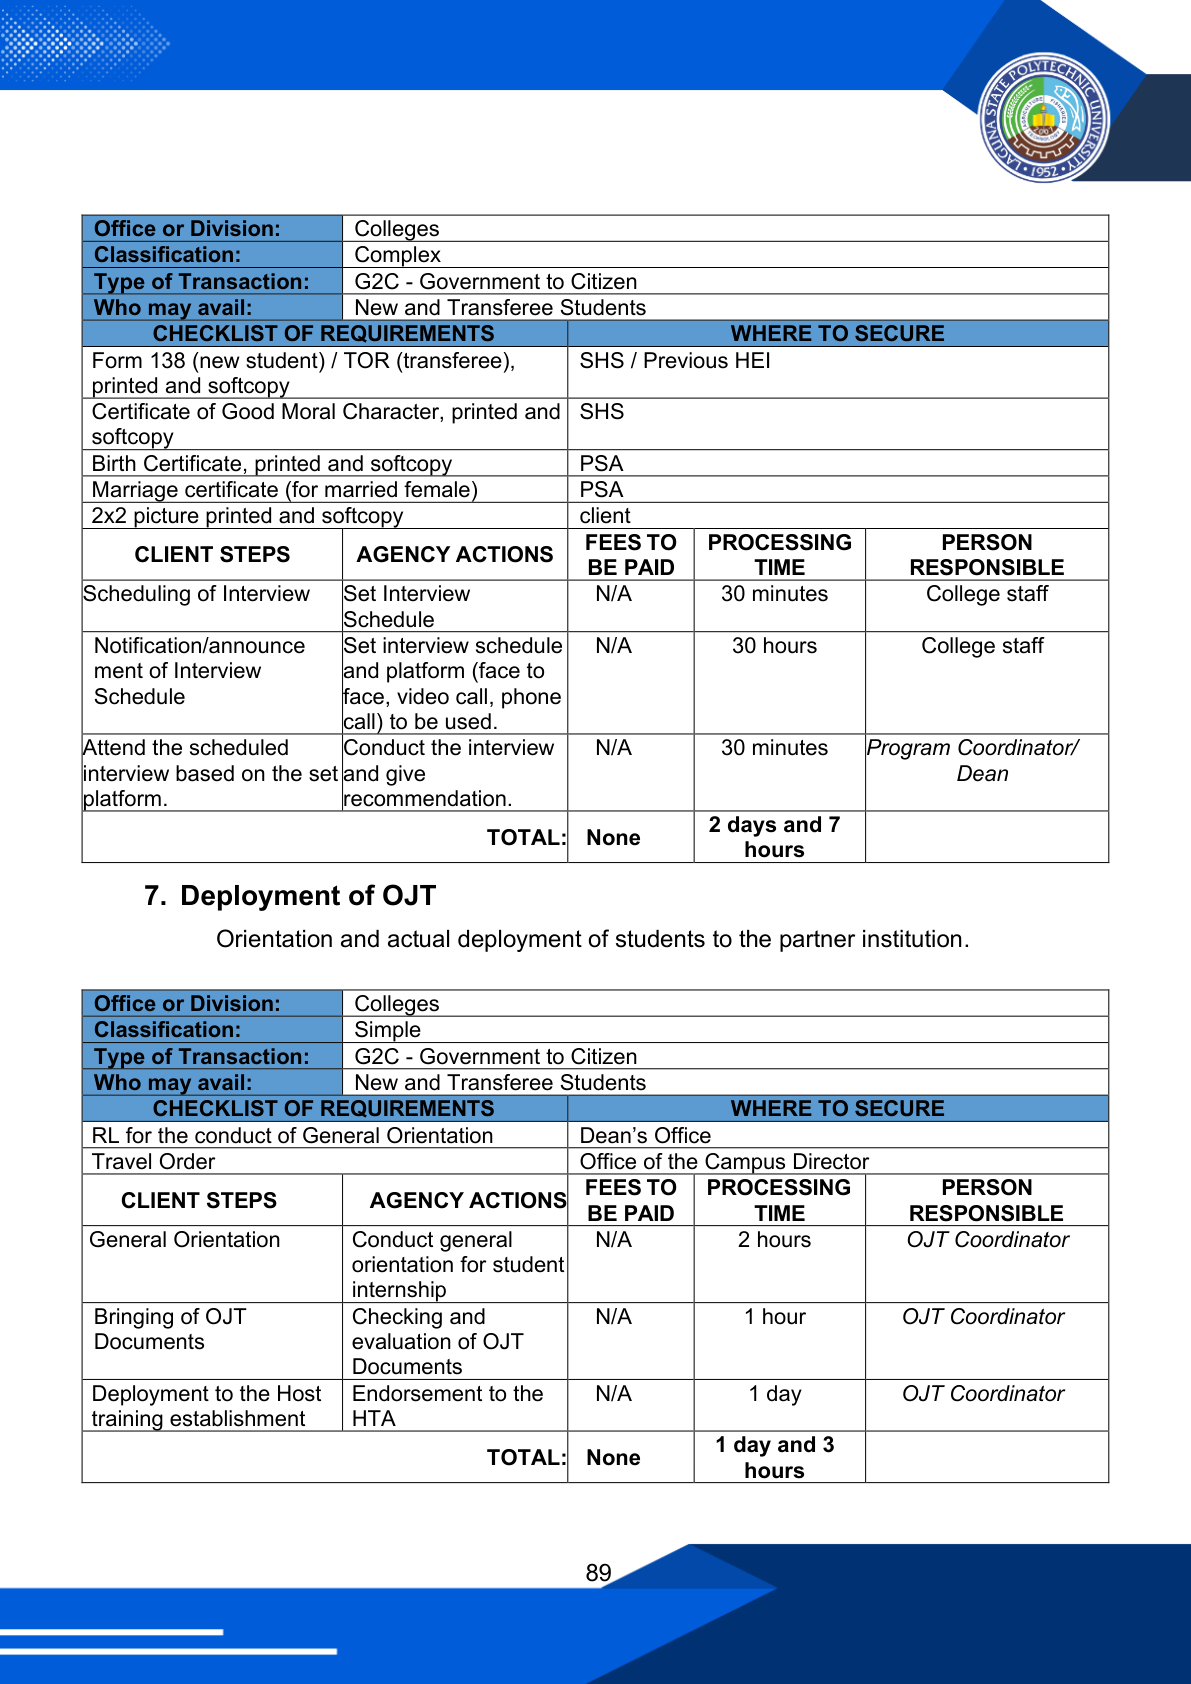 LAGUNA STATE POLYTECHNIC UNIVERSITY
1952
Office or Division: Colleges
Classification: Complex
Type of Transaction: G2C - Government to Citizen
Who may avail: New and Transferee Students
CHECKLIST OF REQUIREMENTS WHERE TO SECURE
Form 138 (new student) / TOR (transferee), SHS / Previous HEI
printed and softcopy
Certificate of Good Moral Character, printed and SHS
softcopy
Birth Certificate, printed and softcopy PSA
Marriage certificate (for married female) PSA
2x2 picture printed and softcopy client
CLIENT STEPS AGENCY ACTIONS FEES TO BE PAID PROCESSING TIME PERSON RESPONSIBLE
Scheduling of Interview Set Interview N/A 30 minutes College staff
Schedule
Notification/announce Set interview schedule N/A 30 hours College staff
ment of Interview and platform (face to
Schedule face, video call, phone
call) to be used.
Attend the scheduled Conduct the interview N/A 30 minutes Program Coordinator/
interview based on the set and give Dean
platform. recommendation.
TOTAL: None 2 days and 7 hours
7. Deployment of OJT
Orientation and actual deployment of students to the partner institution.
Office or Division: Colleges
Classification: Simple
Type of Transaction: G2C - Government to Citizen
Who may avail: New and Transferee Students
CHECKLIST OF REQUIREMENTS WHERE TO SECURE
RL for the conduct of General Orientation Dean’s Office
Travel Order Office of the Campus Director
CLIENT STEPS AGENCY ACTIONS FEES TO BE PAID PROCESSING TIME PERSON RESPONSIBLE
General Orientation Conduct general N/A 2 hours OJT Coordinator
orientation for student
internship
Bringing of OJT Checking and N/A 1 hour OJT Coordinator
Documents evaluation of OJT
Documents
Deployment to the Host Endorsement to the N/A 1 day OJT Coordinator
training establishment HTA
TOTAL: None 1 day and 3 hours
89